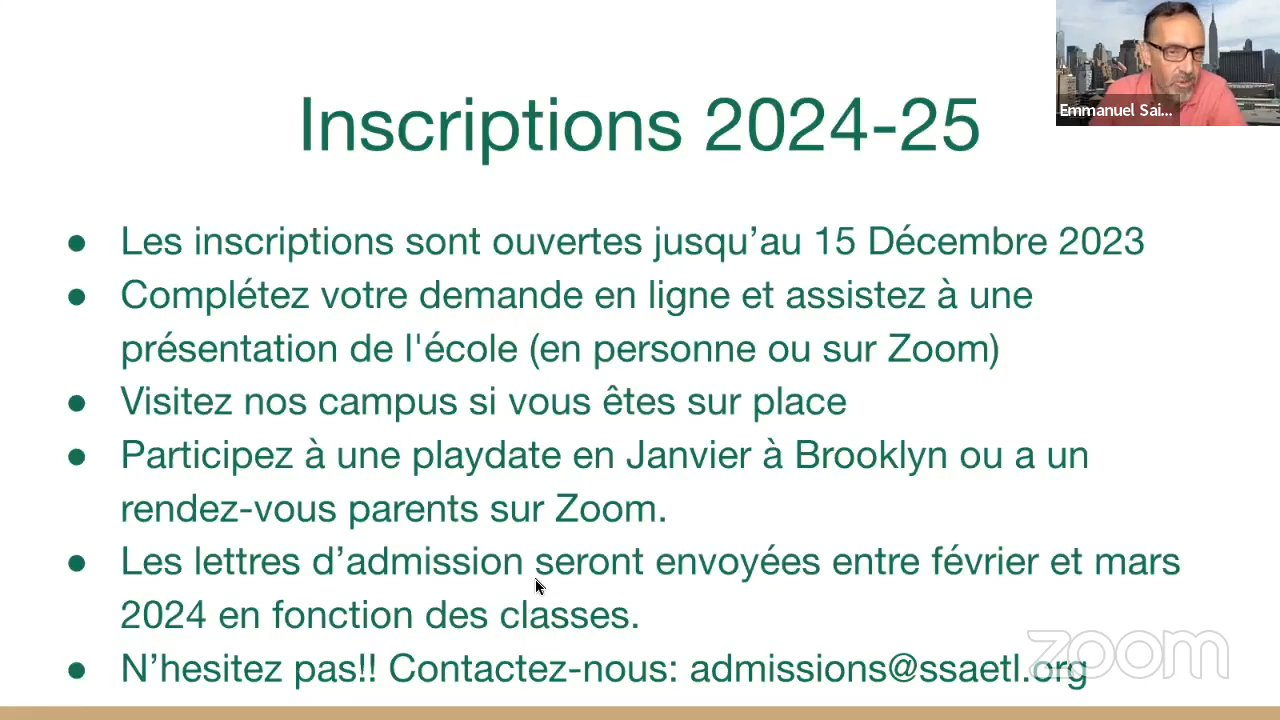 Emmanuel Sai...
Inscriptions 2024-25
● Les inscriptions sont ouvertes jusqu’au 15 Décembre 2023
● Complétez votre demande en ligne et assistez à une
présentation de l'école (en personne ou sur Zoom)
● Visitez nos campus si vous êtes sur place
● Participez à une playdate en Janvier à Brooklyn ou a un
rendez-vous parents sur Zoom.
● Les lettres d’admission seront envoyées entre février et mars
2024 en fonction des classes.
● N’hesitez pas!! Contactez-nous: admissions@ssaetl.org
zoom